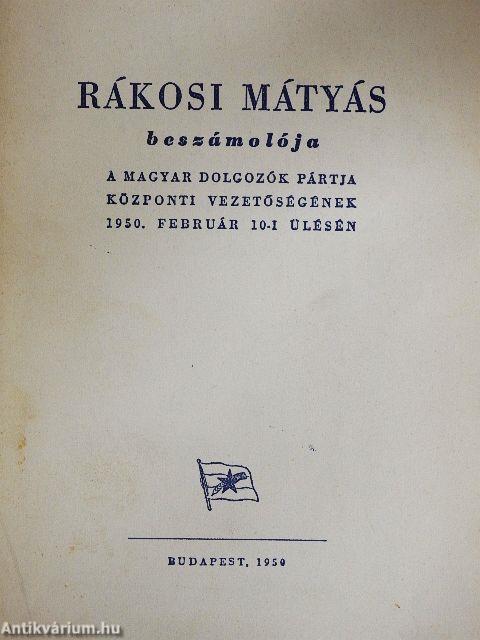 RÁKOSI MÁTYÁS
beszámolója
A MAGYAR DOLGOZÓK PÁRTJA
KÖZPONTI VEZETŐSÉGÉNEK
1950. FEBRUÁR 10-I ÜLÉSÉN
BUDAPEST, 1950
Antikvárium.hu